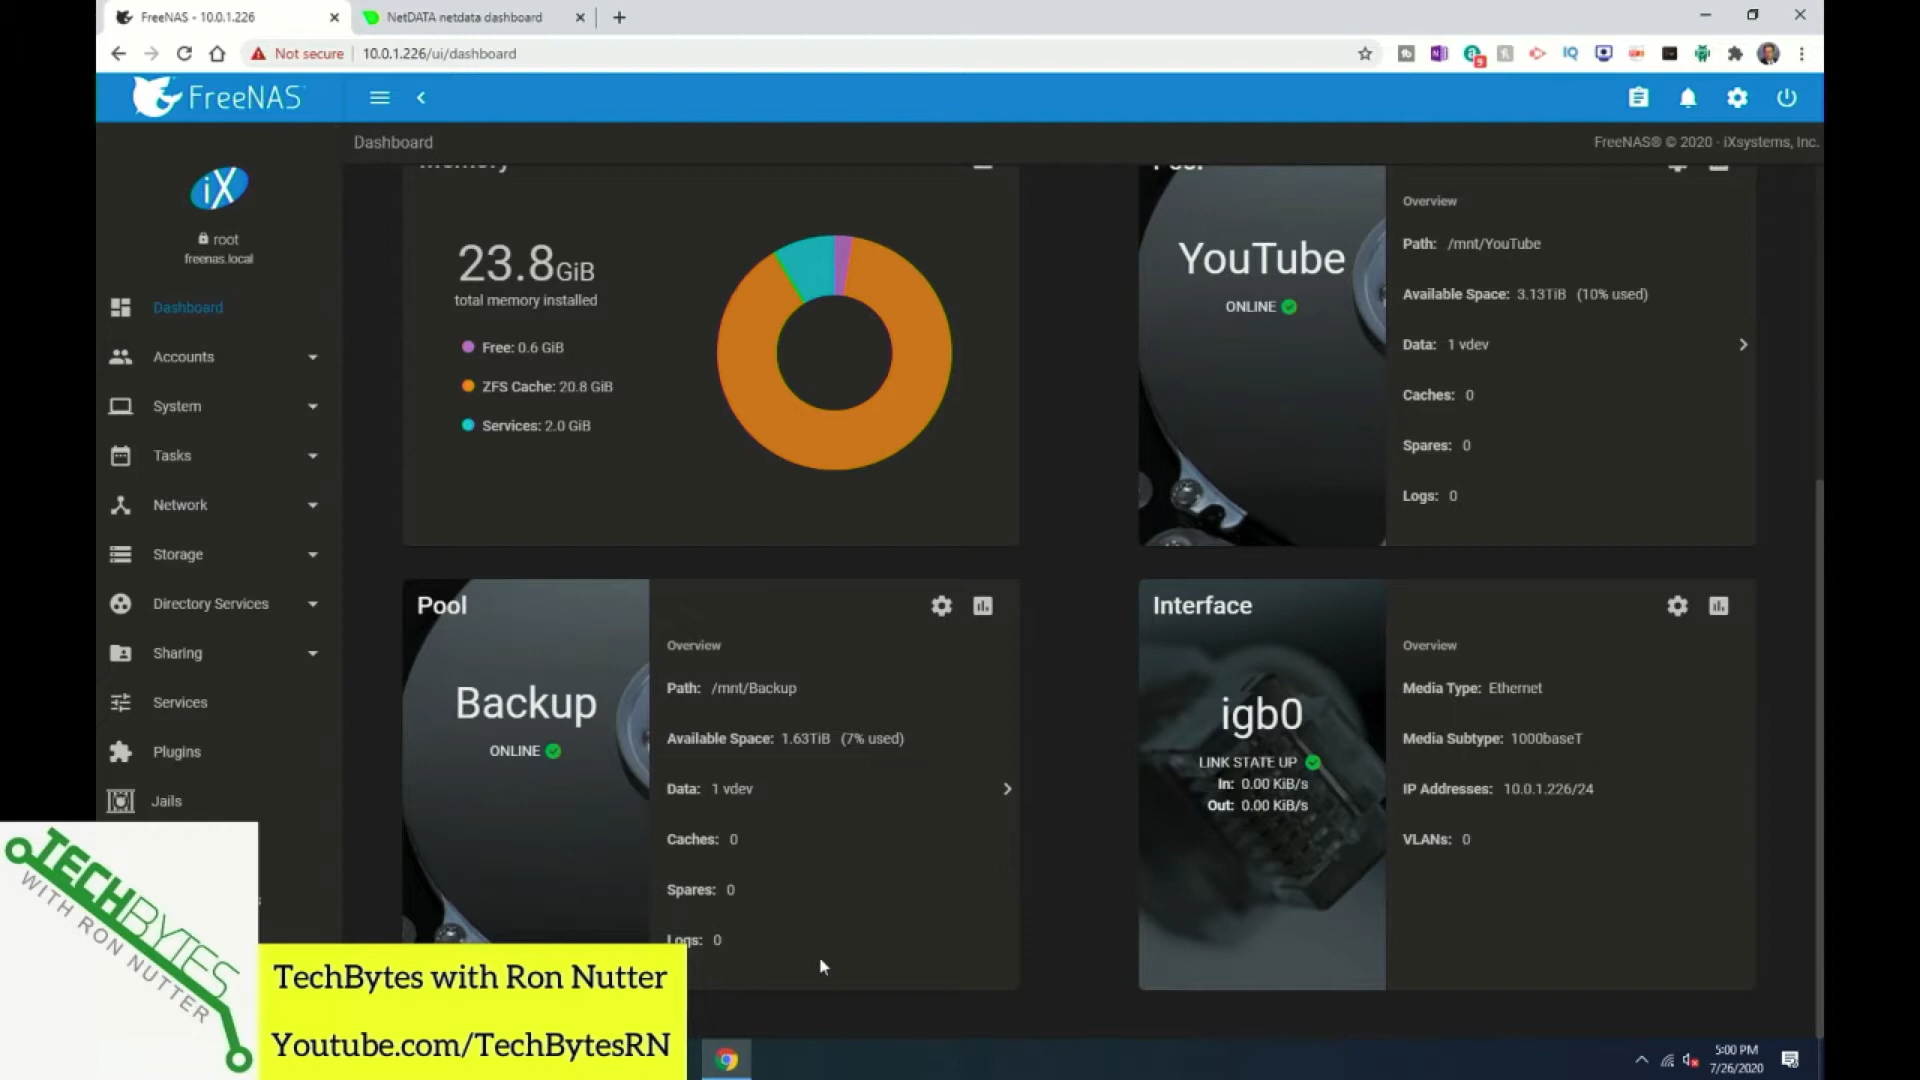 FreeNAS - 10.0.1.226
NetDATA netdata dashboard
Not secure
10.0.1.226/ui/dashboard
FreeNAS
Dashboard
FreeNAS® © 2020 - iXsystems, Inc.
iX
root
freenas.local
Dashboard
Accounts
System
Tasks
Network
Storage
Directory Services
Sharing
Services
Plugins
Jails
Memory
23.8 GiB
total memory installed
Free: 0.6 GiB
ZFS Cache: 20.8 GiB
Services: 2.0 GiB
Pool
YouTube
ONLINE
Overview
Path: /mnt/YouTube
Available Space: 3.13TiB (10% used)
Data: 1 vdev
Caches: 0
Spares: 0
Logs: 0
Pool
Backup
ONLINE
Overview
Path: /mnt/Backup
Available Space: 1.63TiB (7% used)
Data: 1 vdev
Caches: 0
Spares: 0
Logs: 0
Interface
igb0
LINK STATE UP
In: 0.00 KiB/s
Out: 0.00 KiB/s
Overview
Media Type: Ethernet
Media Subtype: 1000baseT
IP Addresses: 10.0.1.226/24
VLANs: 0
TECHBYTES
WITH RON NUTTER
TechBytes with Ron Nutter
Youtube.com/TechBytesRN
5:00 PM
7/26/2020